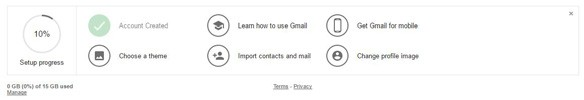 10%
Setup progress
Account Created
Learn how to use Gmail
Get Gmail for mobile
Choose a theme
Import contacts and mail
Change profile image
0 GB (0%) of 15 GB used
Manage
Terms - Privacy